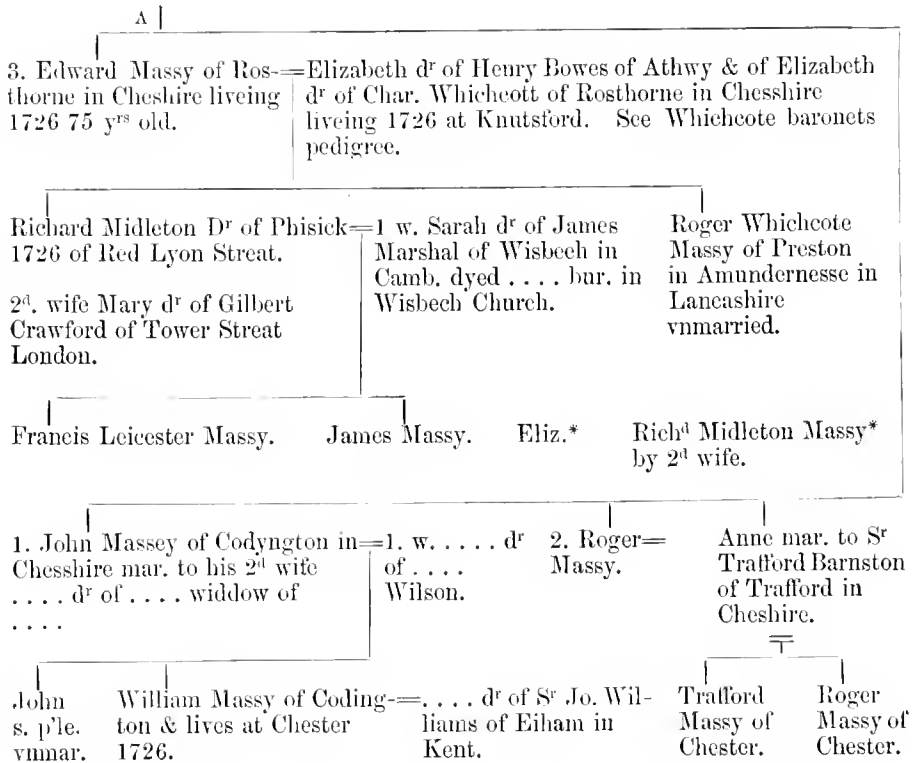 A
3. Edward Massy of Ros-=Elizabeth dʳ of Henry Bowes of Athwy & of Elizabeth
thorne in Cheshire liveing dʳ of Char. Whichcott of Rosthorne in Chesshire
1726 75 yʳˢ old. liveing 1726 at Knutsford. See Whichcote baronets
pedigree.
Richard Midleton Dʳ of Phisick=1 w. Sarah dʳ of James
1726 of Red Lyon Streat. Marshal of Wisbech in
Camb. dyed .... bur. in
Wisbech Church.
2ᵈ. wife Mary dʳ of Gilbert
Crawford of Tower Streat
London.
Roger Whichcote
Massy of Preston
in Amundernesse in
Lancashire
vnmarried.
Francis Leicester Massy. James Massy. Eliz.* Richᵈ Midleton Massy*
by 2ᵈ wife.
1. John Massey of Codyngton in=1. w. .... dʳ
Chesshire mar. to his 2ᵈ wife of ....
.... dʳ of .... widdow of Wilson.
....
2. Roger=
Massy.
Anne mar. to Sʳ
Trafford Barnston
of Trafford in
Cheshire.
John
s. p'le.
vnmar.
William Massy of Coding-=.... dʳ of Sʳ Jo. Wil-
ton & lives at Chester liams of Eiham in
1726. Kent.
Trafford
Massy of
Chester.
Roger
Massy of
Chester.